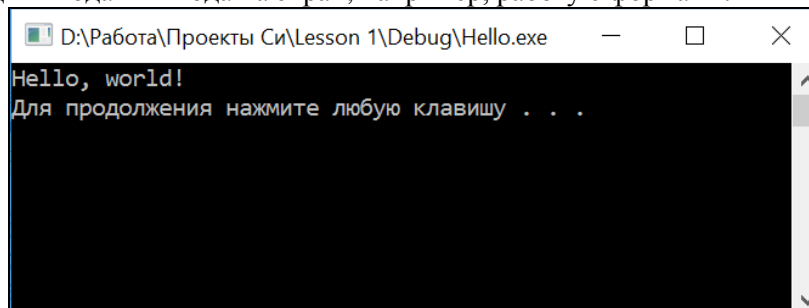 D:\Работа\Проекты Си\Lesson 1\Debug\Hello.exe
Hello, world!
Для продолжения нажмите любую клавишу . . .